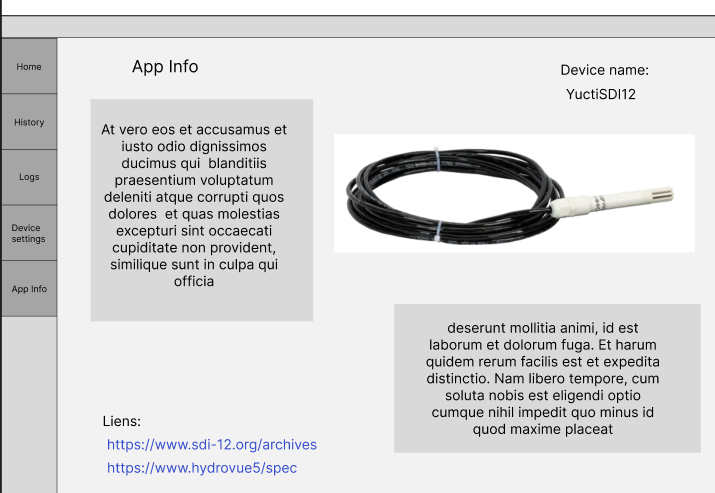 Home
History
Logs
Device
settings
App Info
App Info
At vero eos et accusamus et
iusto odio dignissimos
ducimus qui blanditiis
praesentium voluptatum
deleniti atque corrupti quos
dolores et quas molestias
excepturi sint occaecati
cupiditate non provident,
similique sunt in culpa qui
officia
Device name:
YuctiSDI12
deserunt mollitia animi, id est
laborum et dolorum fuga. Et harum
quidem rerum facilis est et expedita
distinctio. Nam libero tempore, cum
soluta nobis est eligendi optio
cumque nihil impedit quo minus id
quod maxime placeat
Liens:
https://www.sdi-12.org/archives
https://www.hydrovue5/spec